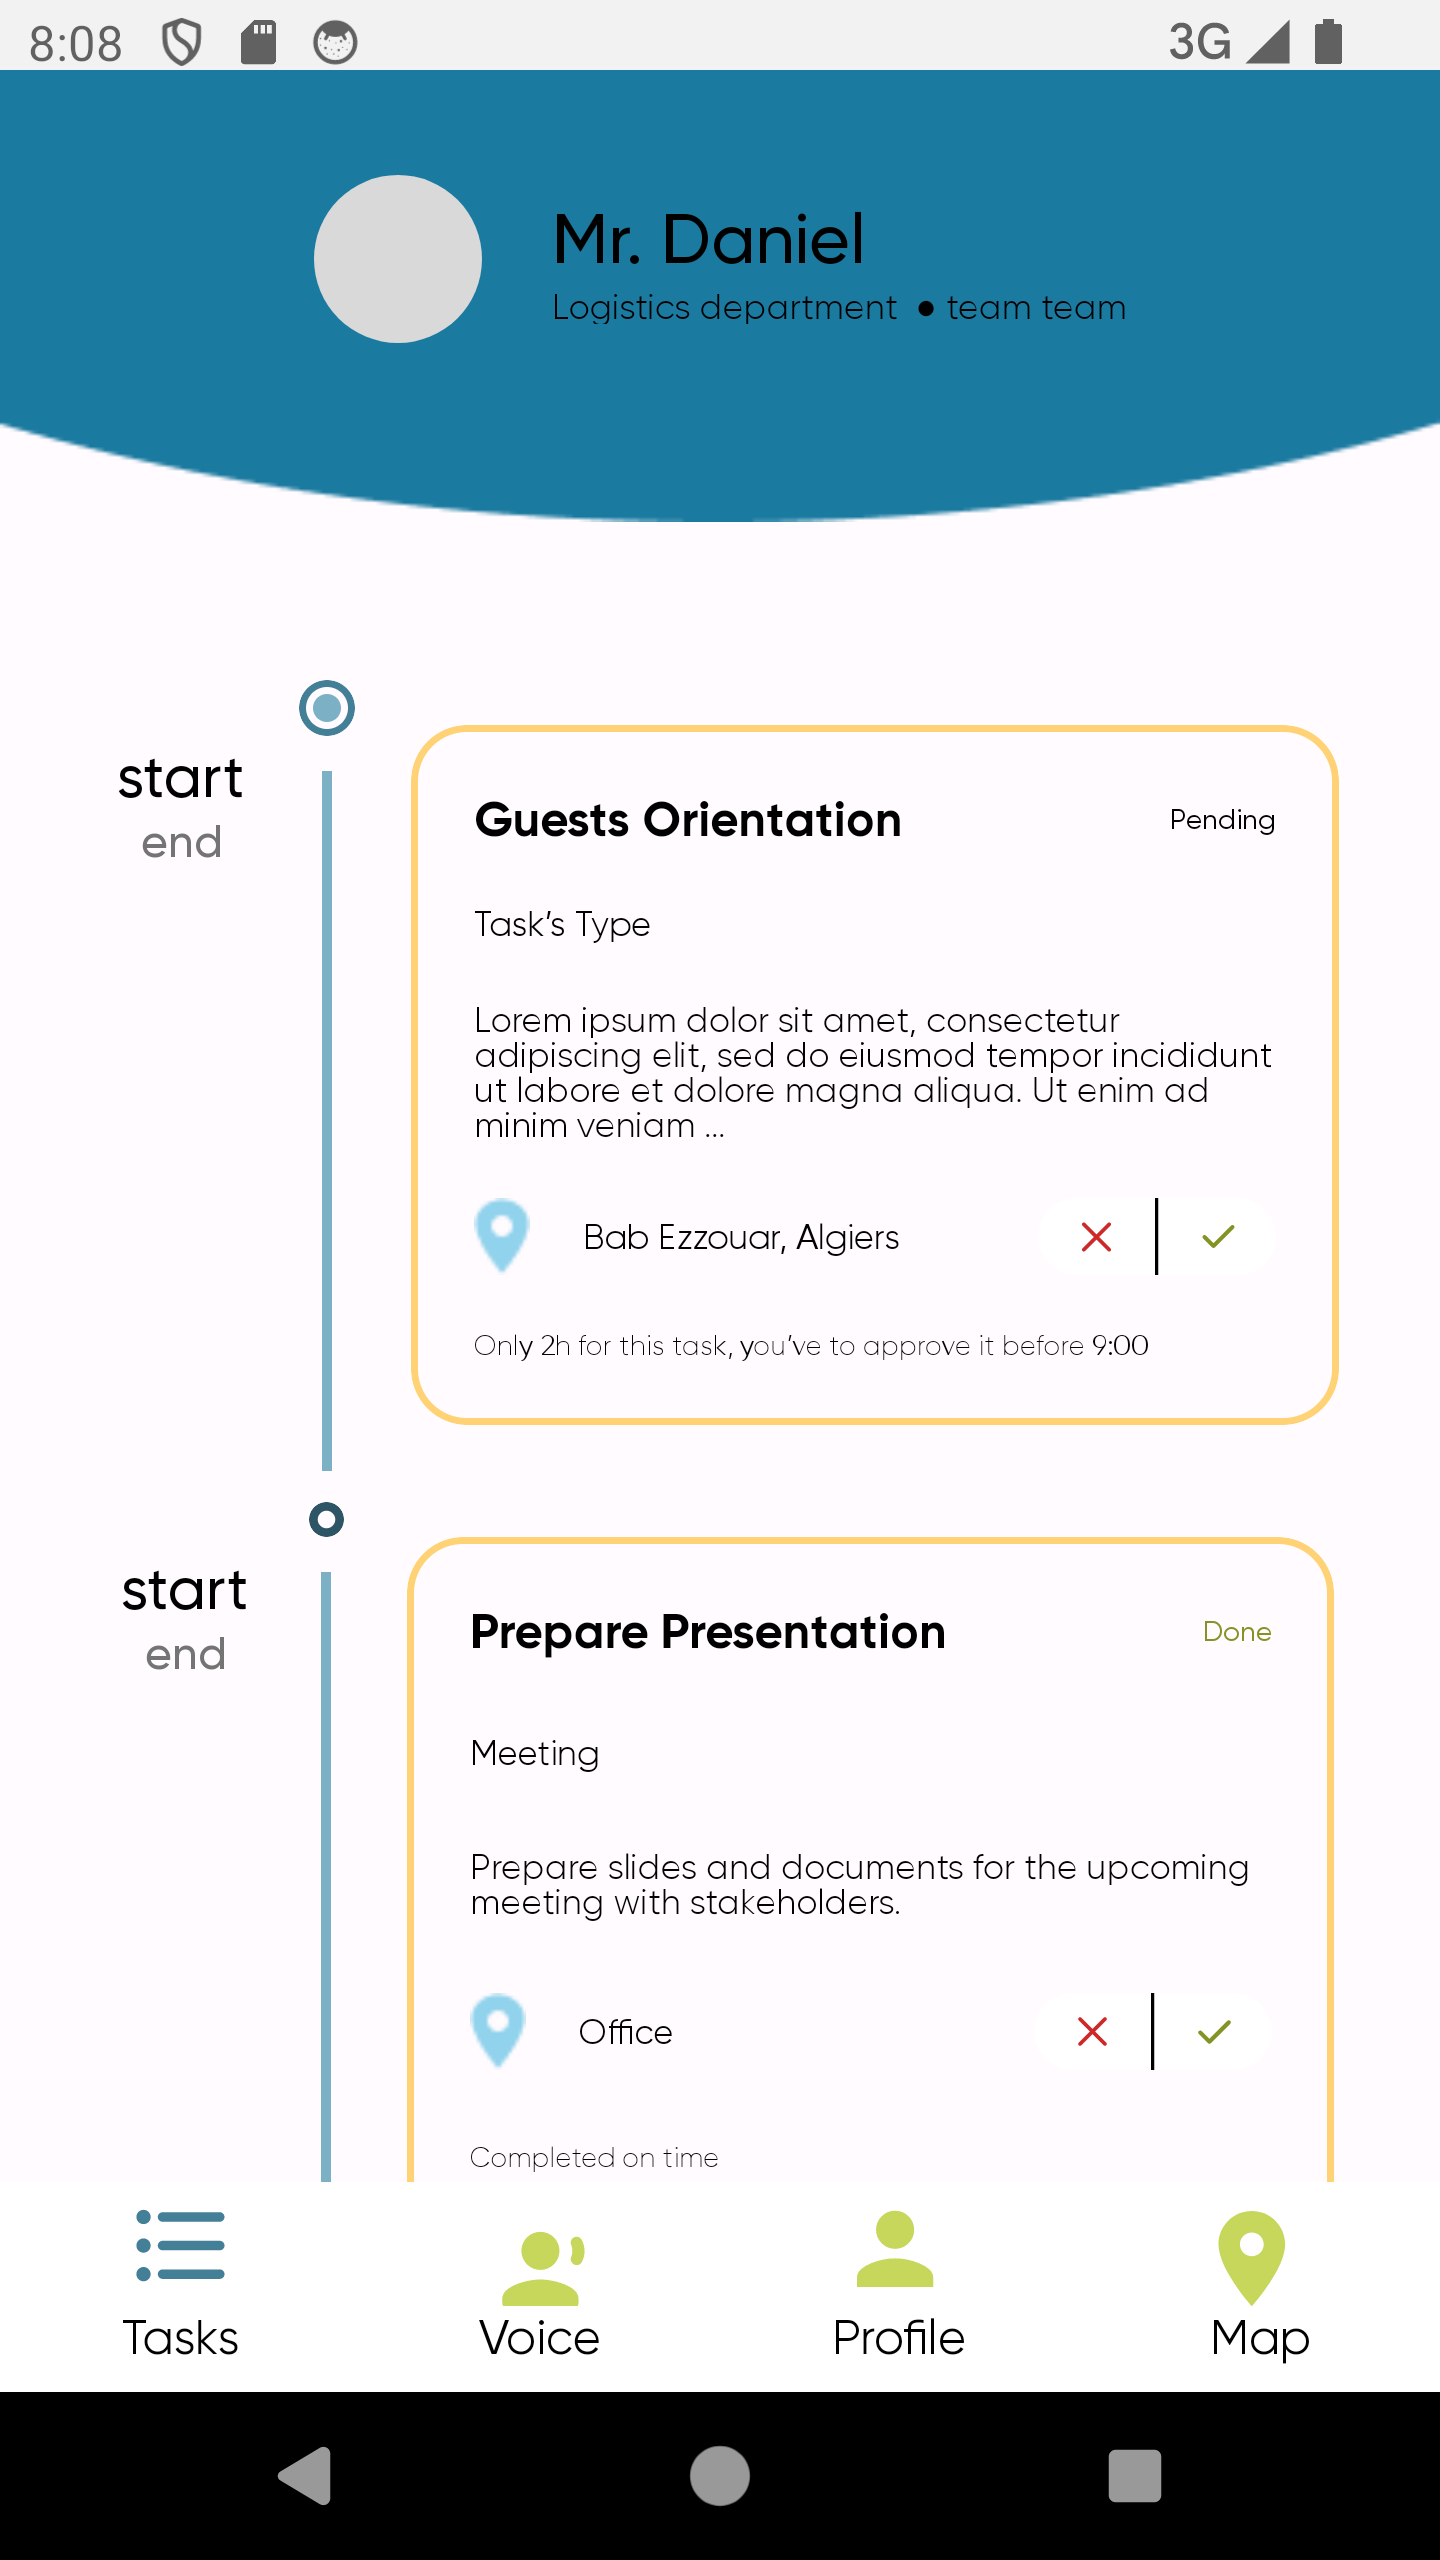 8:08
3G
Mr. Daniel
Logistics department ● team team
start
end
Guests Orientation
Pending
Task's Type
Lorem ipsum dolor sit amet, consectetur
adipiscing elit, sed do eiusmod tempor incididunt
ut labore et dolore magna aliqua. Ut enim ad
minim veniam ...
Bab Ezzouar, Algiers
Only 2h for this task, you've to approve it before 9:00
start
end
Prepare Presentation
Done
Meeting
Prepare slides and documents for the upcoming
meeting with stakeholders.
Office
Completed on time
Tasks
Voice
Profile
Map